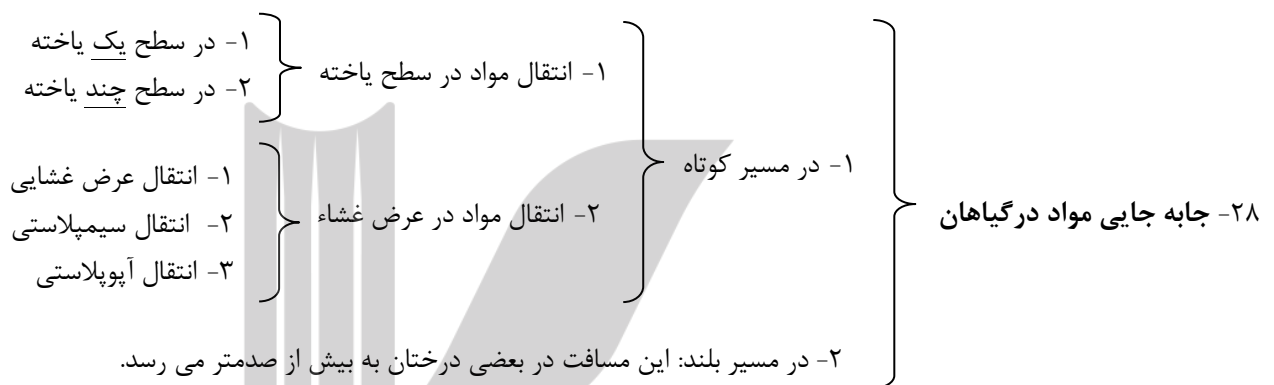 ۲۸- جابه جایی مواد درگیاهان
۱- در مسیر کوتاه
۱- انتقال مواد در سطح یاخته
۱- در سطح یک یاخته
۲- در سطح چند یاخته
۲- انتقال مواد در عرض غشاء
۱- انتقال عرض غشایی
۲- انتقال سیمپلاستی
۳- انتقال آپوپلاستی
۲- در مسیر بلند: این مسافت در بعضی درختان به بیش از صدمتر می رسد.